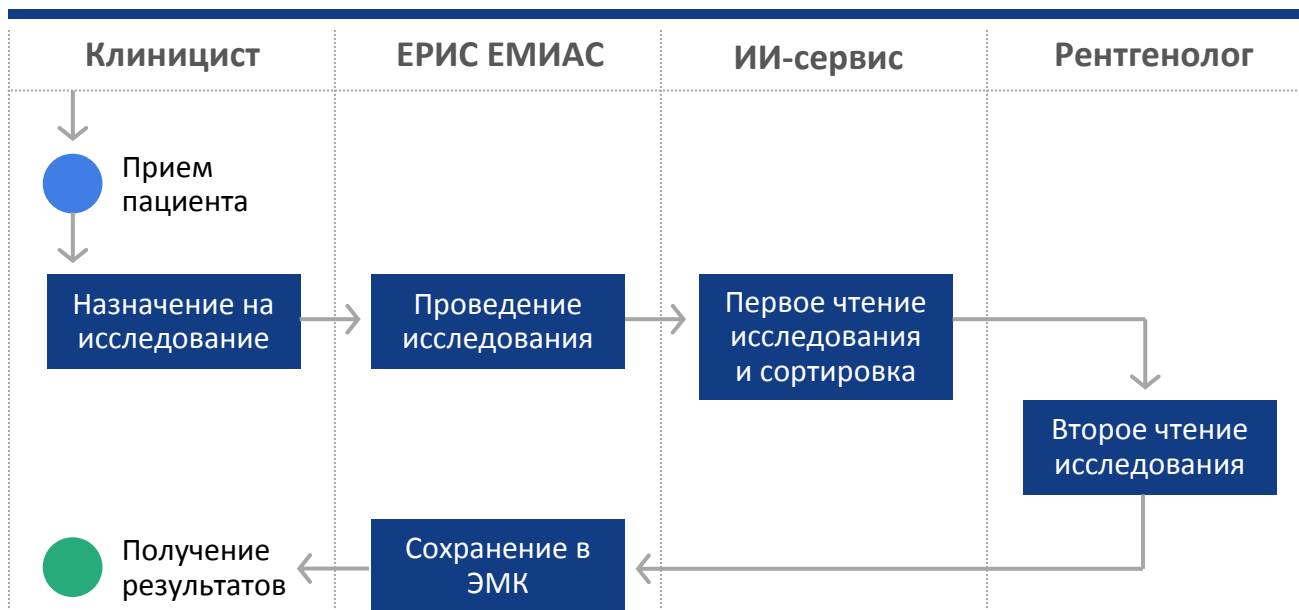 Клиницист
ЕРИС ЕМИАС
ИИ-сервис
Рентгенолог
Прием
пациента
Назначение на
исследование
Проведение
исследования
Первое чтение
исследования
и сортировка
Второе чтение
исследования
Сохранение в
ЭМК
Получение
результатов